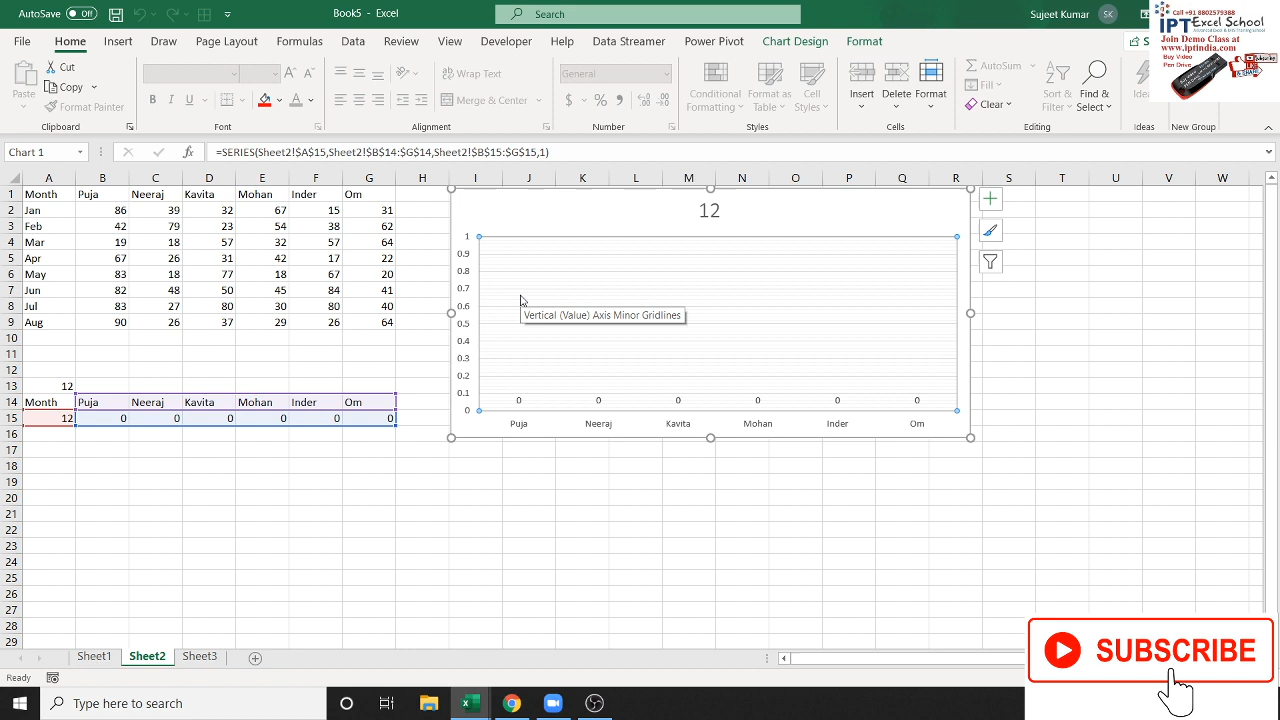 AutoSave Off Book5 - Excel Search Sujeet Kumar SK
Call +91 8802579388
IPT Excel School
Join Demo Class at
www.iptindia.com
Buy Video
Pen Drive
File Home Insert Draw Page Layout Formulas Data Review View Developer Help Data Streamer Power Pivot Chart Design Format
Paste Cut Copy
Wrap Text General AutoSum
Merge & Center Conditional Formatting Format as Table Cell Styles Insert Delete Format Fill Clear Sort & Filter Find & Select Ideas
Clipboard Font Alignment Number Styles Cells Editing Ideas New Group
Chart 1 =SERIES(Sheet2!$A$15,Sheet2!$B$14:$G$14,Sheet2!$B$15:$G$15,1)
A B C D E F G H I J K L M N O P Q R S T U V W
1 Month Puja Neeraj Kavita Mohan Inder Om
2 Jan 86 39 32 67 15 31
3 Feb 42 79 23 54 38 62
4 Mar 19 18 57 33 57 64
5 Apr 67 26 31 42 17 22
6 May 83 18 77 18 67 20
7 Jun 82 48 50 45 84 41
8 Jul 83 27 80 30 80 40
9 Aug 90 26 37 29 26 64
10
11
12
13 12
14 Month Puja Neeraj Kavita Mohan Inder Om
15 12 0 0 0 0 0 0
16
17
18
19
20
21
22
23
24
25
26
27
28
29
12
1
0.9
0.8
0.7
0.6
0.5
0.4
0.3
0.2
0.1
0
0 0 0 0 0 0
Puja Neeraj Kavita Mohan Inder Om
Vertical (Value) Axis Minor Gridlines
SUBSCRIBE
Sheet1 Sheet2 Sheet3
Ready
Type here to search